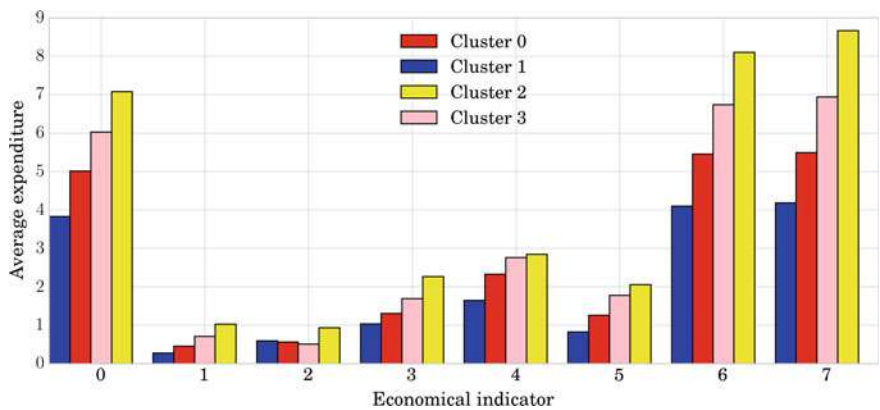 9
8
7
6
5
4
3
2
1
0
Average expenditure
Cluster 0
Cluster 1
Cluster 2
Cluster 3
0 1 2 3 4 5 6 7
Economical indicator